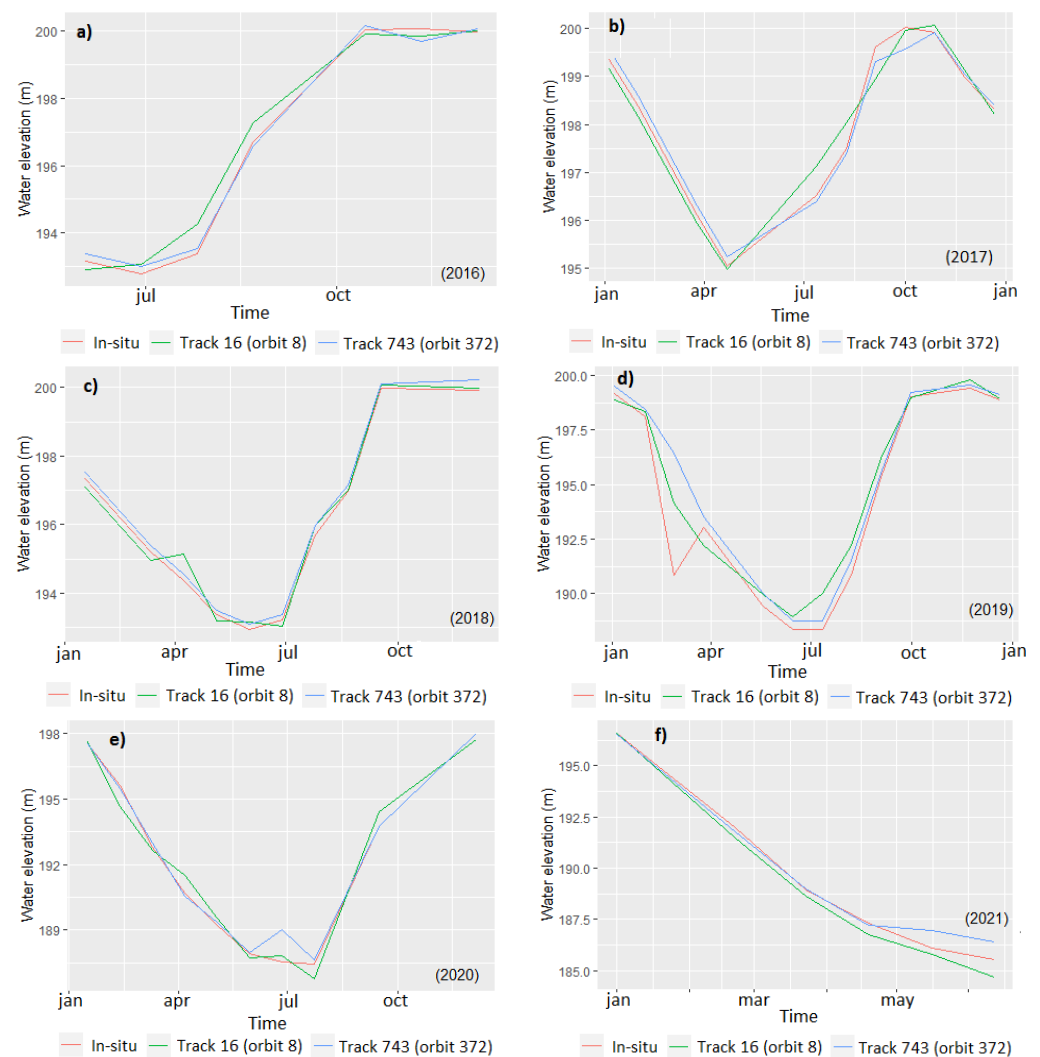 a)
Water elevation (m)
200
198
196
194
jul
oct
Time
(2016)
In-situ Track 16 (orbit 8) Track 743 (orbit 372)
b)
Water elevation (m)
200
199
198
197
196
195
jan
apr
jul
oct
jan
Time
(2017)
In-situ Track 16 (orbit 8) Track 743 (orbit 372)
c)
Water elevation (m)
200
198
196
194
jan
apr
jul
oct
Time
(2018)
In-situ Track 16 (orbit 8) Track 743 (orbit 372)
d)
Water elevation (m)
200.0
197.5
195.0
192.5
190.0
jan
apr
jul
oct
jan
Time
(2019)
In-situ Track 16 (orbit 8) Track 743 (orbit 372)
e)
Water elevation (m)
198
195
192
189
jan
apr
jul
oct
Time
(2020)
In-situ Track 16 (orbit 8) Track 743 (orbit 372)
f)
Water elevation (m)
195.0
192.5
190.0
187.5
185.0
jan
mar
may
Time
(2021)
In-situ Track 16 (orbit 8) Track 743 (orbit 372)